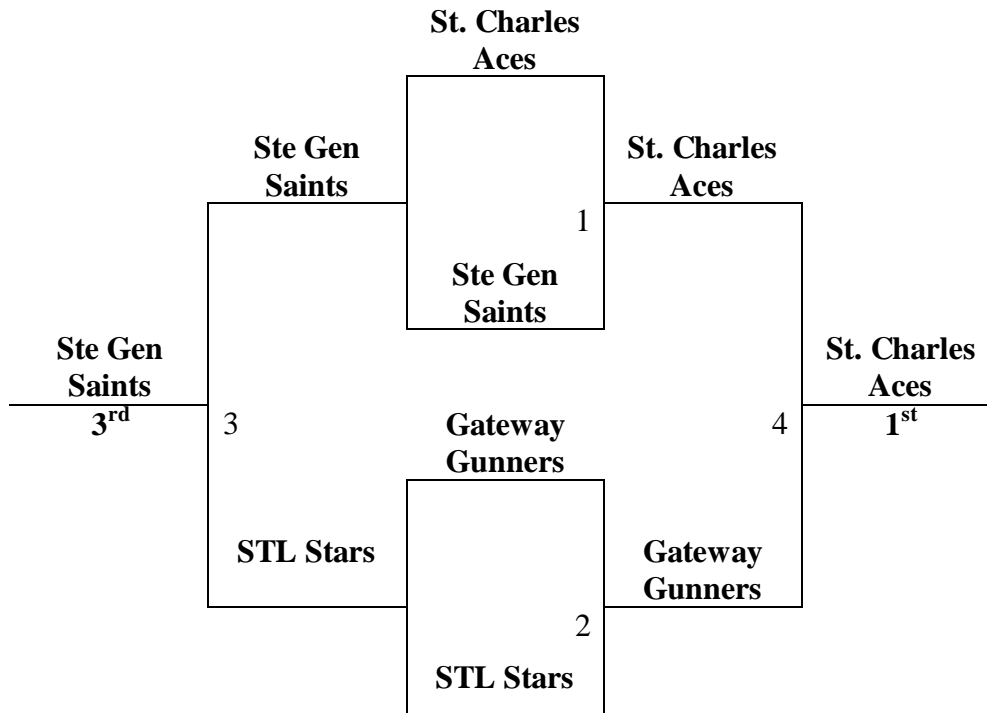 St. Charles
Aces
Ste Gen
Saints
St. Charles
Aces
1
Ste Gen
Saints
Ste Gen
Saints
3rd
St. Charles
Aces
1st
3
Gateway
Gunners
4
STL Stars
Gateway
Gunners
2
STL Stars